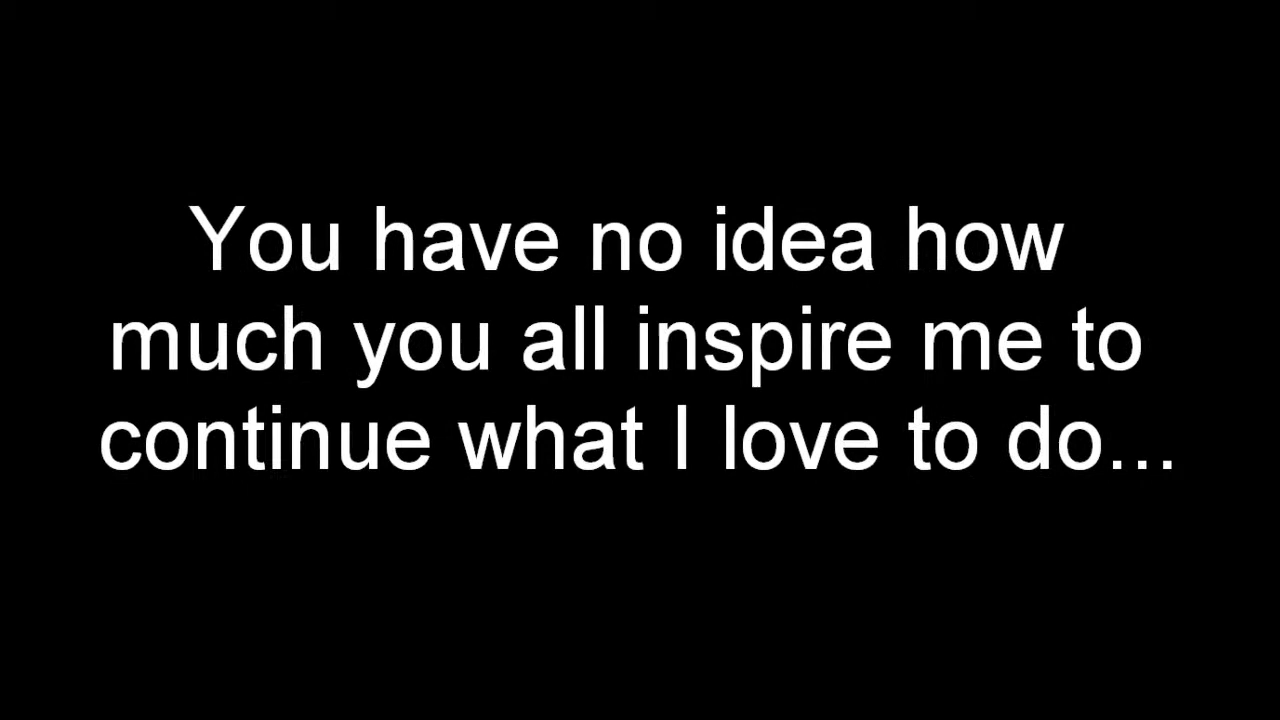 You have no idea how
much you all inspire me to
continue what I love to do...